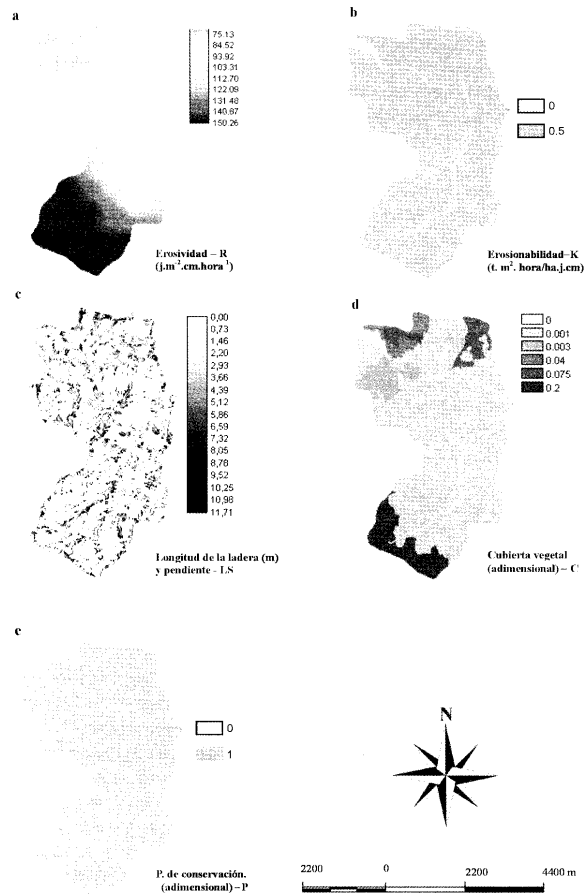 a
75.13
84.52
93.92
103.31
112.70
122.09
131.48
140.87
150.26
Erosividad – R
(j.m⁻².cm.hora⁻¹)
b
0
0.5
Erosionabilidad–K
(t. m². hora/ha.j.cm)
c
0,00
0,73
1,46
2,20
2,93
3,66
4,39
5,12
5,86
6,59
7,32
8,05
8,78
9,52
10,25
10,98
11,71
Longitud de la ladera (m)
y pendiente - LS
d
0
0.001
0.003
0.04
0.075
0.2
Cubierta vegetal
(adimensional) – C
e
0
1
P. de conservación.
(adimensional) – P
N
2200 0 2200 4400 m